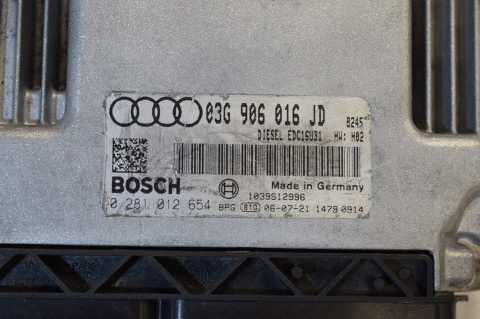 03G 906 016 JD 8245
DIESEL EDC16U31 HW: H02
BOSCH Made in Germany
1039S12996
0 281 012 654 BPG 810 06-07-21 1479 0914